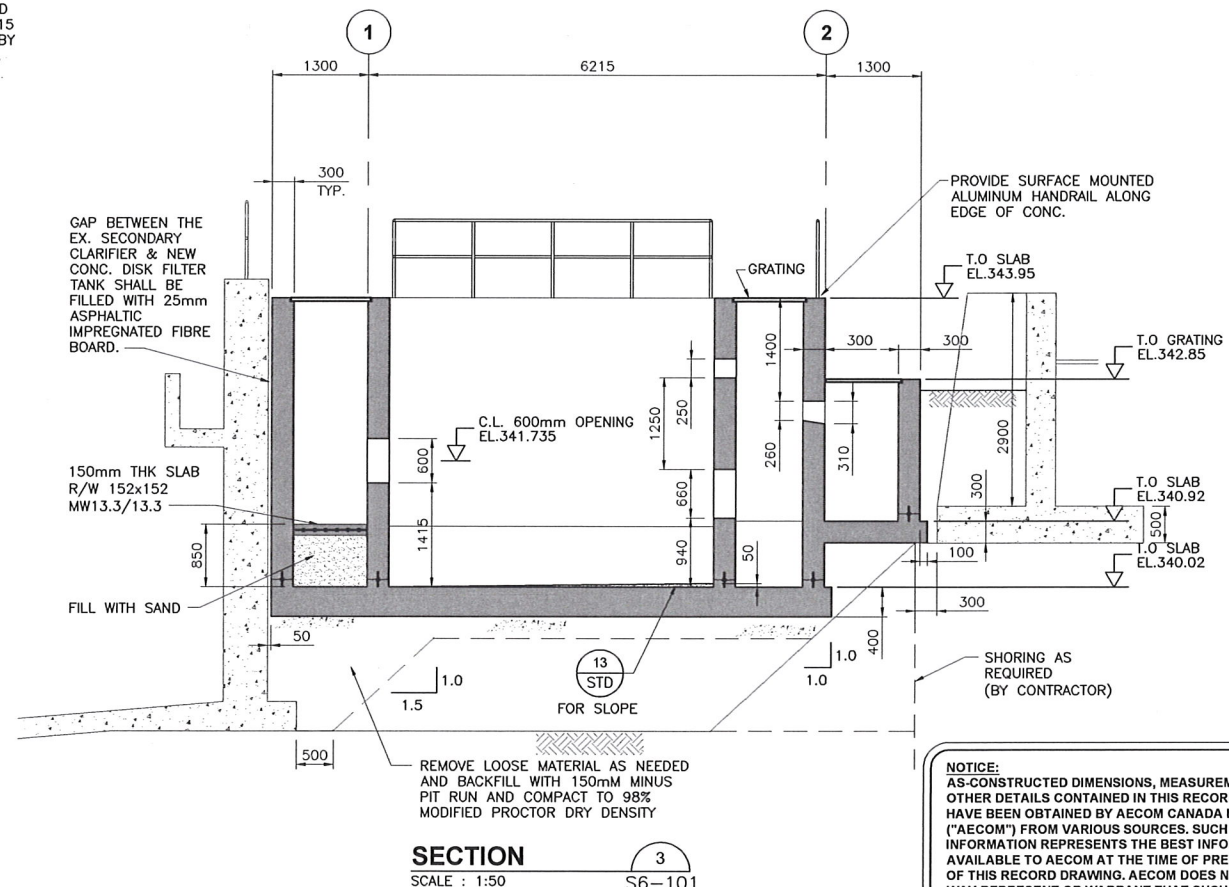 D
15
BY
1
2
1300
6215
1300
300
TYP.
GAP BETWEEN THE
EX. SECONDARY
CLARIFIER & NEW
CONC. DISK FILTER
TANK SHALL BE
FILLED WITH 25mm
ASPHALTIC
IMPREGNATED FIBRE
BOARD.
PROVIDE SURFACE MOUNTED
ALUMINUM HANDRAIL ALONG
EDGE OF CONC.
GRATING
T.O SLAB
EL.343.95
1400
300
300
T.O GRATING
EL.342.85
C.L. 600mm OPENING
EL.341.735
1250
250
260
310
2900
600
660
300
150mm THK SLAB
R/W 152x152
MW13.3/13.3
T.O SLAB
EL.340.92
500
850
1415
940
50
100
T.O SLAB
EL.340.02
FILL WITH SAND
300
50
400
13
STD
FOR SLOPE
1.0
1.5
1.0
1.0
SHORING AS
REQUIRED
(BY CONTRACTOR)
500
REMOVE LOOSE MATERIAL AS NEEDED
AND BACKFILL WITH 150mM MINUS
PIT RUN AND COMPACT TO 98%
MODIFIED PROCTOR DRY DENSITY
SECTION
SCALE : 1:50
3
S6-101
NOTICE:
AS-CONSTRUCTED DIMENSIONS, MEASUREM
OTHER DETAILS CONTAINED IN THIS RECOR
HAVE BEEN OBTAINED BY AECOM CANADA
("AECOM") FROM VARIOUS SOURCES. SUCH
INFORMATION REPRESENTS THE BEST INFO
AVAILABLE TO AECOM AT THE TIME OF PRE
OF THIS RECORD DRAWING. AECOM DOES N